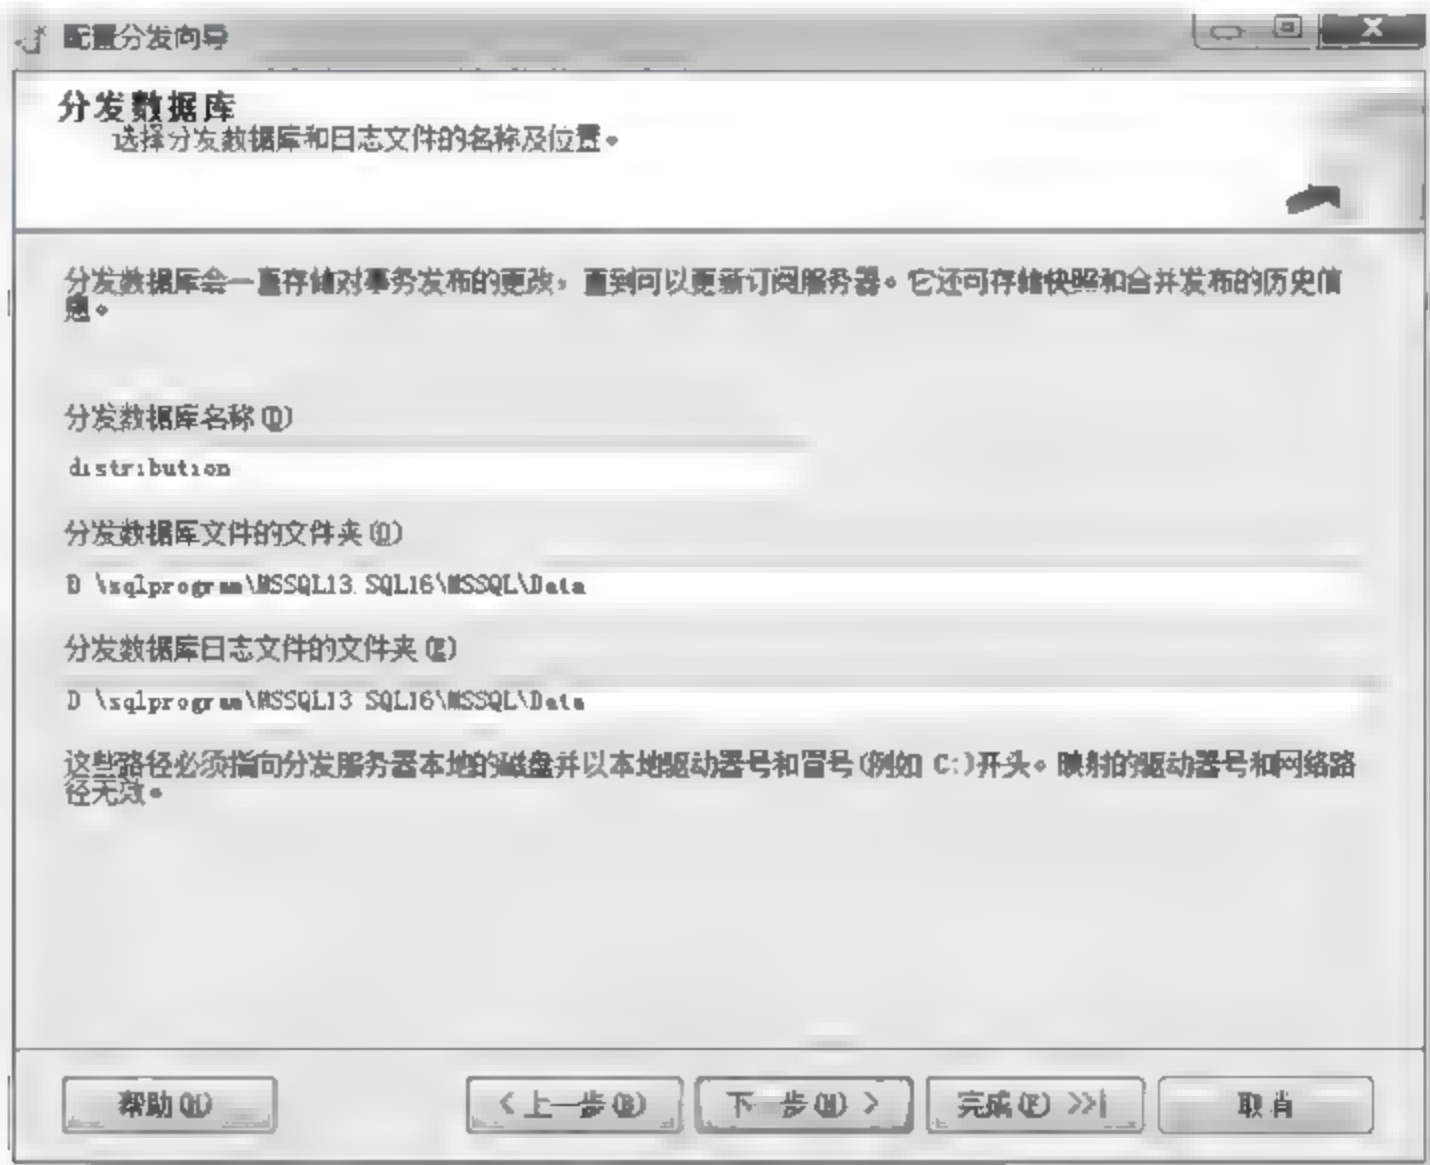 配置分发向导
分发数据库
选择分发数据库和日志文件的名称及位置。
分发数据库会一直存储对事务发布的更改，直到可以更新订阅服务器。它还可存储快照和合并发布的历史信
息。
分发数据库名称(D)
distribution
分发数据库文件的文件夹(O)
D:\sqlprogram\MSSQL13.SQL16\MSSQL\Data
分发数据库日志文件的文件夹(E)
D:\sqlprogram\MSSQL13.SQL16\MSSQL\Data
这些路径必须指向分发服务器本地的磁盘并以本地驱动器号和冒号(例如 C:)开头。映射的驱动器号和网络路
径无效。
帮助(H) <上一步(B) 下一步(N)> 完成(F)>>| 取消